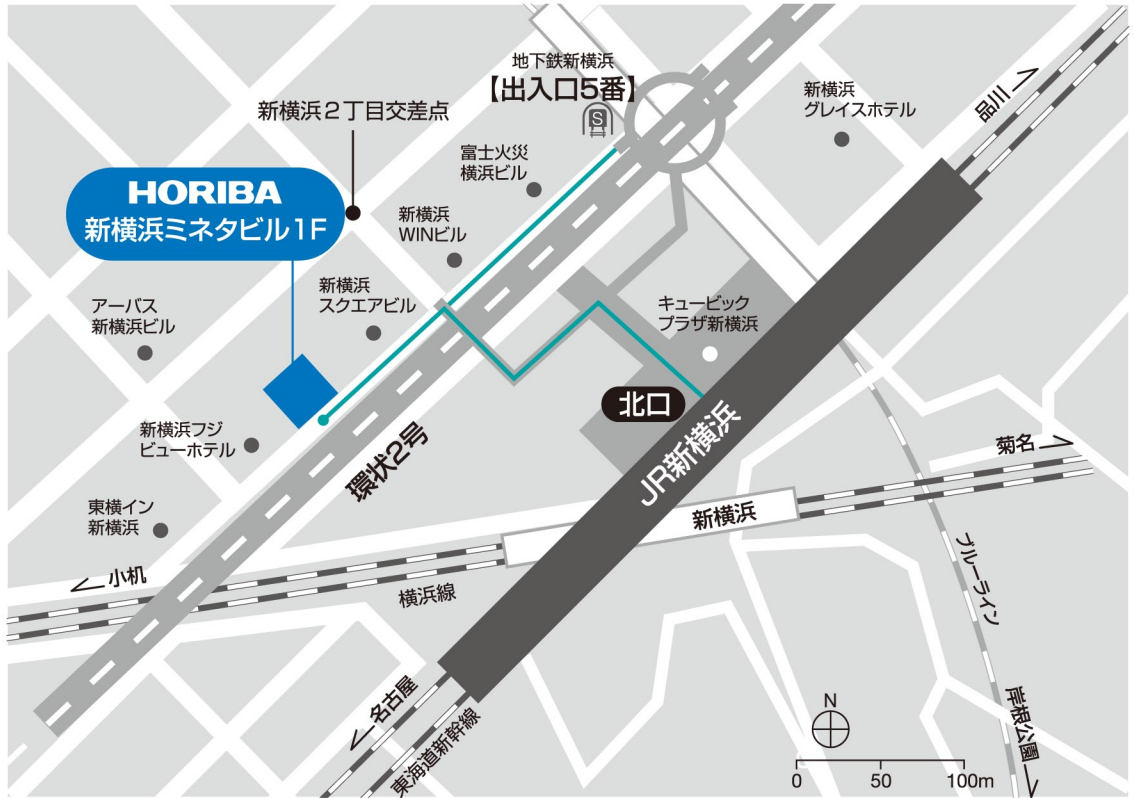 地下鉄新横浜
【出入口5番】
S
新横浜
グレイスホテル
品川
新横浜2丁目交差点
富士火災
横浜ビル
HORIBA
新横浜ミネタビル1F
新横浜
WINビル
新横浜
スクエアビル
アーバス
新横浜ビル
キュービック
プラザ新横浜
北口
新横浜フジ
ビューホテル
環状2号
JR新横浜
菊名
東横イン
新横浜
新横浜
小机
横浜線
ブルーライン
名古屋
東海道新幹線
岸根公園
N
0 50 100m